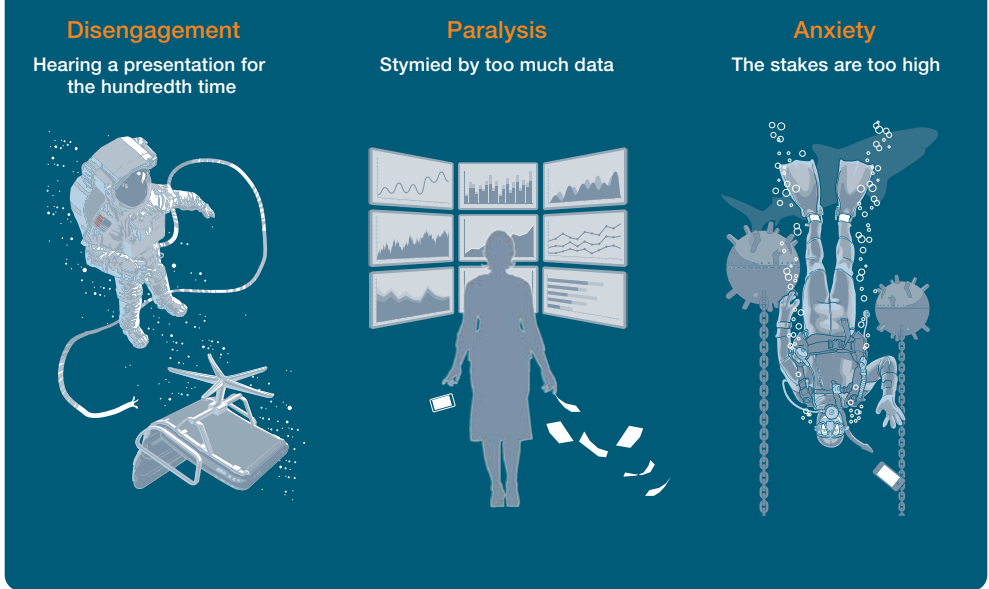 Disengagement
Hearing a presentation for
the hundredth time
Paralysis
Stymied by too much data
Anxiety
The stakes are too high